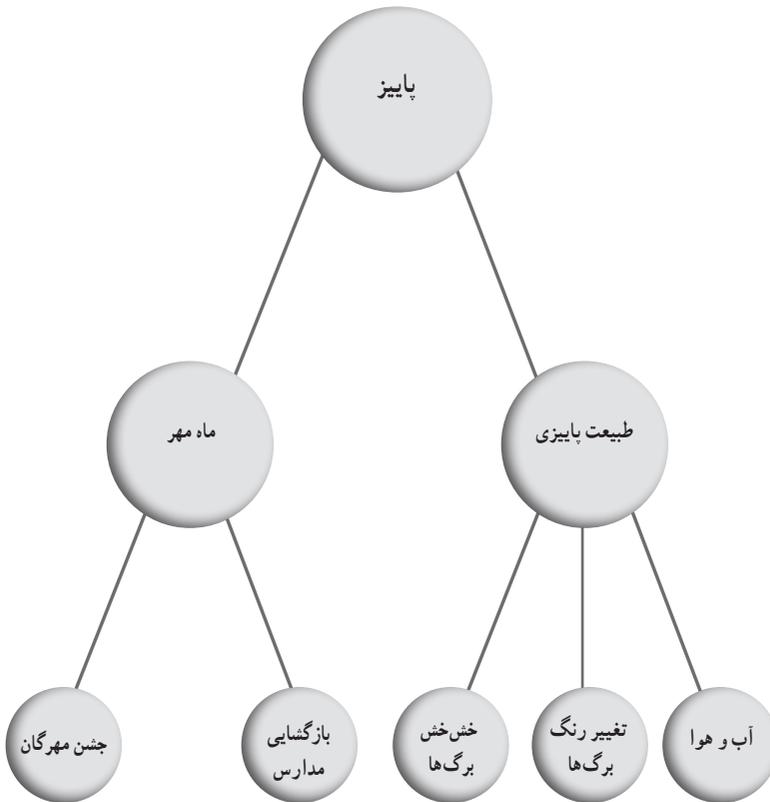 پاییز
طبیعت پاییزی
ماه مهر
آب و هوا
تغییر رنگ
برگ‌ها
خش‌خش
برگ‌ها
بازگشایی
مدارس
جشن مهرگان